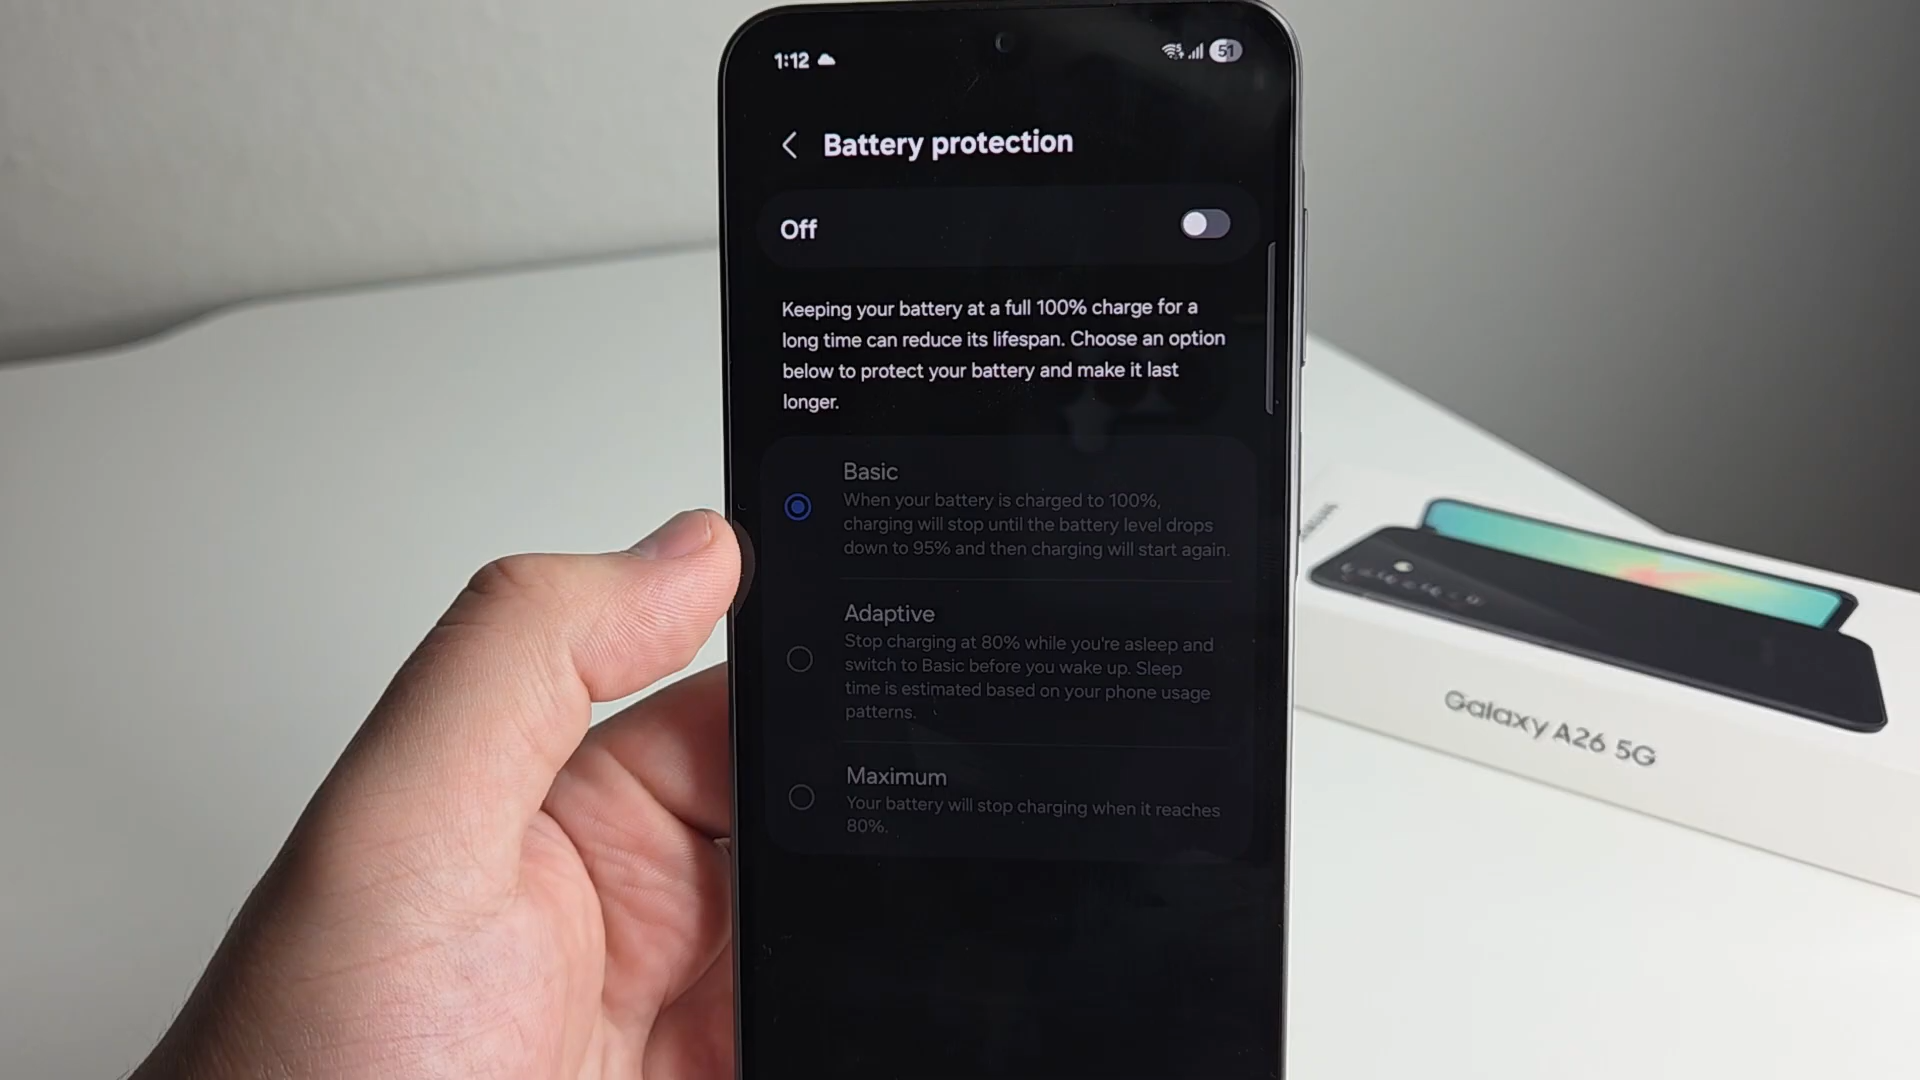 1:12
51
Battery protection
Off
Keeping your battery at a full 100% charge for a
long time can reduce its lifespan. Choose an option
below to protect your battery and make it last
longer.
Basic
When your battery is charged to 100%,
charging will stop until the battery level drops
down to 95% and then charging will start again.
Adaptive
Stop charging at 80% while you're asleep and
switch to Basic before you wake up. Sleep
time is estimated based on your phone usage
patterns.
Maximum
Your battery will stop charging when it reaches
80%.
Galaxy A26 5G